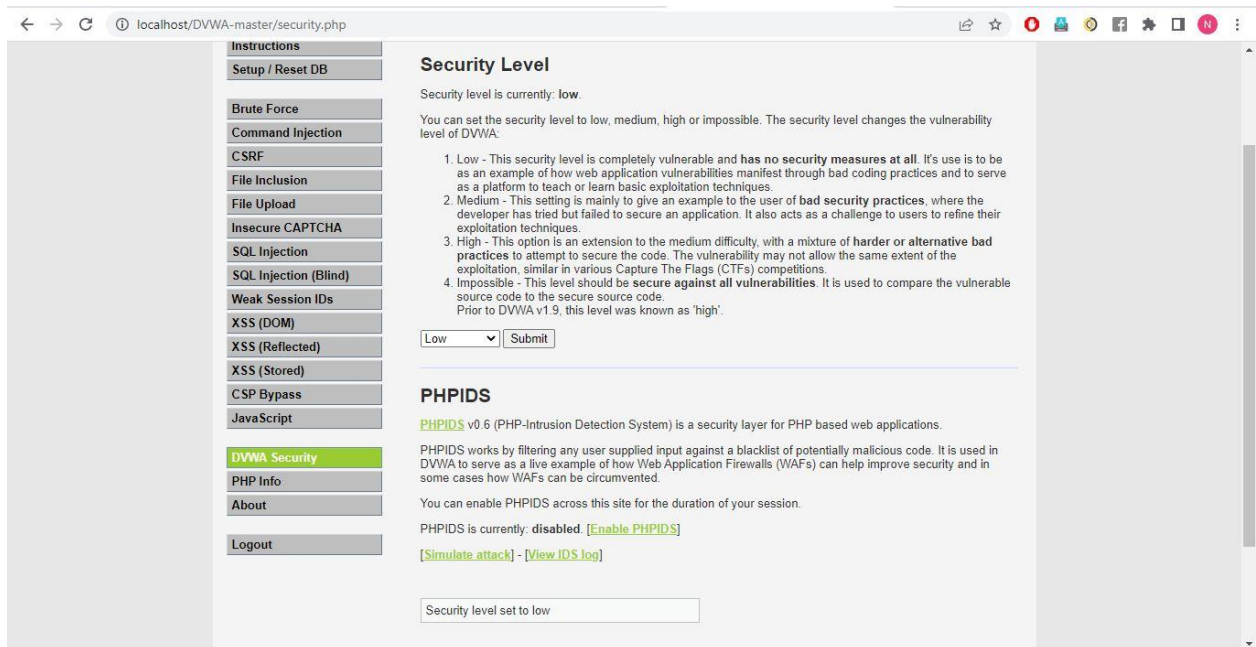 localhost/DVWA-master/security.php
N
Instructions
Setup / Reset DB
Brute Force
Command Injection
CSRF
File Inclusion
File Upload
Insecure CAPTCHA
SQL Injection
SQL Injection (Blind)
Weak Session IDs
XSS (DOM)
XSS (Reflected)
XSS (Stored)
CSP Bypass
JavaScript
DVWA Security
PHP Info
About
Logout
Security Level
Security level is currently: low.
You can set the security level to low, medium, high or impossible. The security level changes the vulnerability
level of DVWA:
1. Low - This security level is completely vulnerable and has no security measures at all. It's use is to be
as an example of how web application vulnerabilities manifest through bad coding practices and to serve
as a platform to teach or learn basic exploitation techniques.
2. Medium - This setting is mainly to give an example to the user of bad security practices, where the
developer has tried but failed to secure an application. It also acts as a challenge to users to refine their
exploitation techniques.
3. High - This option is an extension to the medium difficulty, with a mixture of harder or alternative bad
practices to attempt to secure the code. The vulnerability may not allow the same extent of the
exploitation, similar in various Capture The Flags (CTFs) competitions.
4. Impossible - This level should be secure against all vulnerabilities. It is used to compare the vulnerable
source code to the secure source code.
Prior to DVWA v1.9, this level was known as 'high'.
Low Submit
PHPIDS
PHPIDS v0.6 (PHP-Intrusion Detection System) is a security layer for PHP based web applications.
PHPIDS works by filtering any user supplied input against a blacklist of potentially malicious code. It is used in
DVWA to serve as a live example of how Web Application Firewalls (WAFs) can help improve security and in
some cases how WAFs can be circumvented.
You can enable PHPIDS across this site for the duration of your session.
PHPIDS is currently: disabled. [Enable PHPIDS]
[Simulate attack] - [View IDS log]
Security level set to low